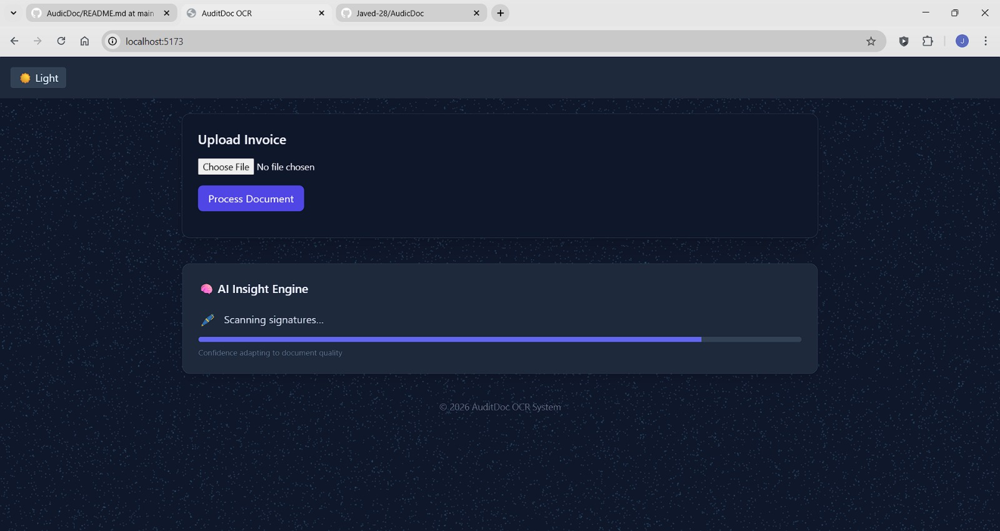 AudicDoc/README.md at main
AuditDoc OCR
Javed-28/AudicDoc
localhost:5173
J
Light
Upload Invoice
Choose File No file chosen
Process Document
AI Insight Engine
Scanning signatures...
Confidence adapting to document quality
© 2026 AuditDoc OCR System